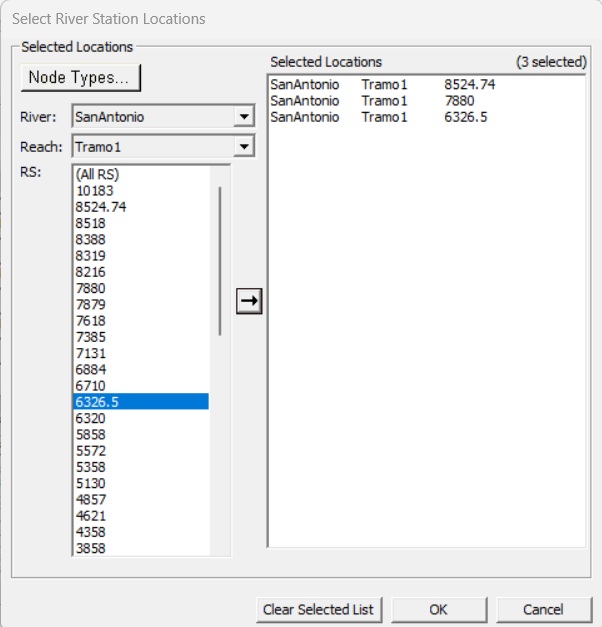 Select River Station Locations
Selected Locations
Node Types...
River: SanAntonio
Reach: Tramo1
RS:
(All RS)
10183
8524.74
8518
8388
8319
8216
7880
7879
7618
7385
7131
6884
6710
6326.5
6320
5858
5572
5358
5130
4857
4621
4358
3858
Selected Locations (3 selected)
SanAntonio Tramo1 8524.74
SanAntonio Tramo1 7880
SanAntonio Tramo1 6326.5
Clear Selected List OK Cancel